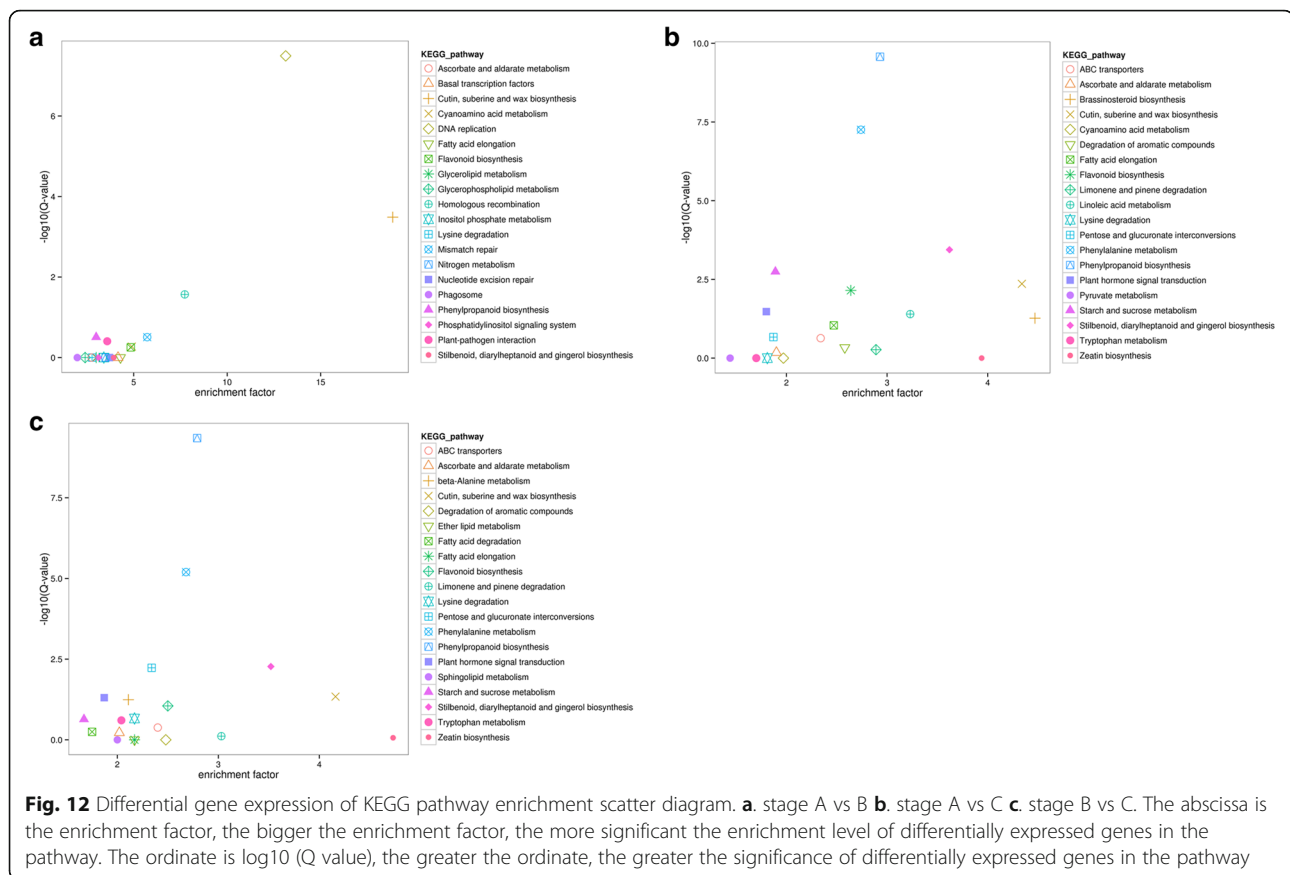 a
KEGG_pathway
Ascorbate and aldarate metabolism
Basal transcription factors
Cutin, suberine and wax biosynthesis
Cyanoamino acid metabolism
DNA replication
Fatty acid elongation
Flavonoid biosynthesis
Glycerolipid metabolism
Glycerophospholipid metabolism
Homologous recombination
Inositol phosphate metabolism
Lysine degradation
Mismatch repair
Nitrogen metabolism
Nucleotide excision repair
Phagosome
Phenylpropanoid biosynthesis
Phosphatidylinositol signaling system
Plant-pathogen interaction
Stilbenoid, diarylheptanoid and gingerol biosynthesis
-log10(Q-value)
6
4
2
0
5
10
15
enrichment factor
b
KEGG_pathway
ABC transporters
Ascorbate and aldarate metabolism
Brassinosteroid biosynthesis
Cutin, suberine and wax biosynthesis
Cyanoamino acid metabolism
Degradation of aromatic compounds
Fatty acid elongation
Flavonoid biosynthesis
Limonene and pinene degradation
Linoleic acid metabolism
Lysine degradation
Pentose and glucuronate interconversions
Phenylalanine metabolism
Phenylpropanoid biosynthesis
Plant hormone signal transduction
Pyruvate metabolism
Starch and sucrose metabolism
Stilbenoid, diarylheptanoid and gingerol biosynthesis
Tryptophan metabolism
Zeatin biosynthesis
-log10(Q-value)
10.0
7.5
5.0
2.5
0.0
2
3
4
enrichment factor
c
KEGG_pathway
ABC transporters
Ascorbate and aldarate metabolism
beta-Alanine metabolism
Cutin, suberine and wax biosynthesis
Degradation of aromatic compounds
Ether lipid metabolism
Fatty acid degradation
Fatty acid elongation
Flavonoid biosynthesis
Limonene and pinene degradation
Lysine degradation
Pentose and glucuronate interconversions
Phenylalanine metabolism
Phenylpropanoid biosynthesis
Plant hormone signal transduction
Sphingolipid metabolism
Starch and sucrose metabolism
Stilbenoid, diarylheptanoid and gingerol biosynthesis
Tryptophan metabolism
Zeatin biosynthesis
-log10(Q-value)
7.5
5.0
2.5
0.0
2
3
4
enrichment factor
Fig. 12 Differential gene expression of KEGG pathway enrichment scatter diagram. a. stage A vs B b. stage A vs C c. stage B vs C. The abscissa is
the enrichment factor, the bigger the enrichment factor, the more significant the enrichment level of differentially expressed genes in the
pathway. The ordinate is log10 (Q value), the greater the ordinate, the greater the significance of differentially expressed genes in the pathway